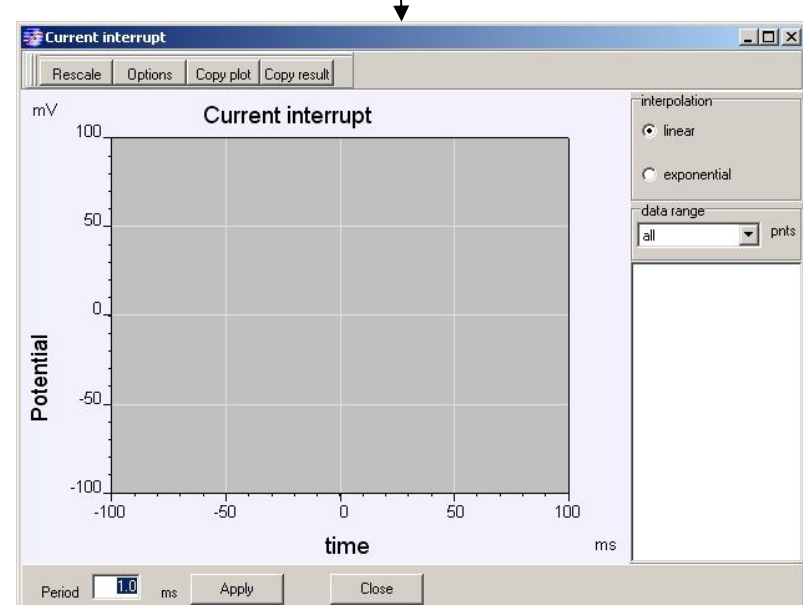 Current interrupt
Rescale Options Copy plot Copy result
mV
Current interrupt
100
50
0
-50
-100
Potential
-100 -50 0 50 100
time
ms
interpolation
linear
exponential
data range
all pnts
Period 1.0 ms Apply Close